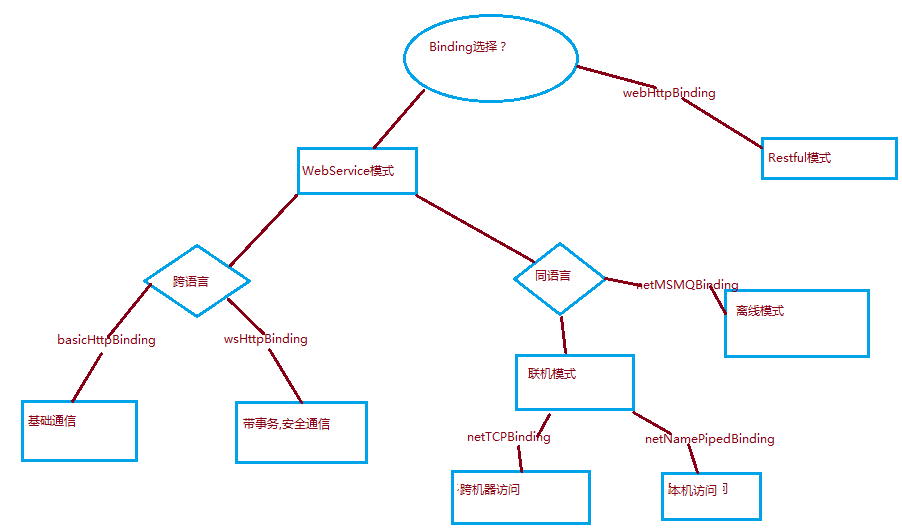 Binding选择？
webHttpBinding
Restful模式
WebService模式
跨语言
同语言
netMSMQBinding
离线模式
basicHttpBinding
wsHttpBinding
联机模式
基础通信
带事务,安全通信
netTCPBinding
netNamePipedBinding
跨机器访问
本机访问